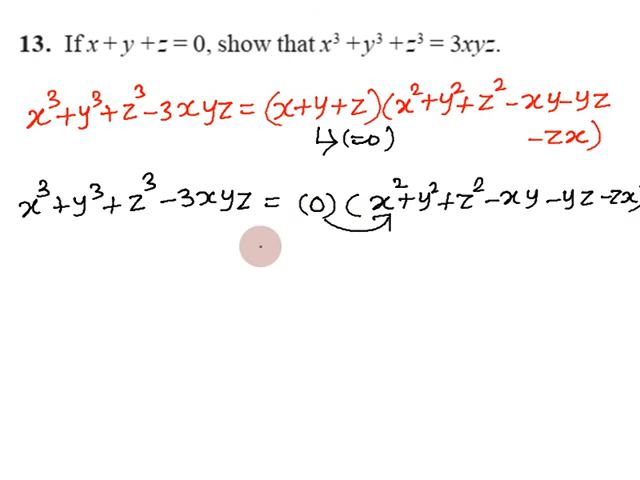 13. If x + y + z = 0, show that x³ + y³ + z³ = 3xyz.
x³+y³+z³-3xyz = (x+y+z)(x²+y²+z²-xy-yz
↳(=0) -zx)
x³+y³+z³-3xyz = (0)(x²+y²+z²-xy-yz-zx)